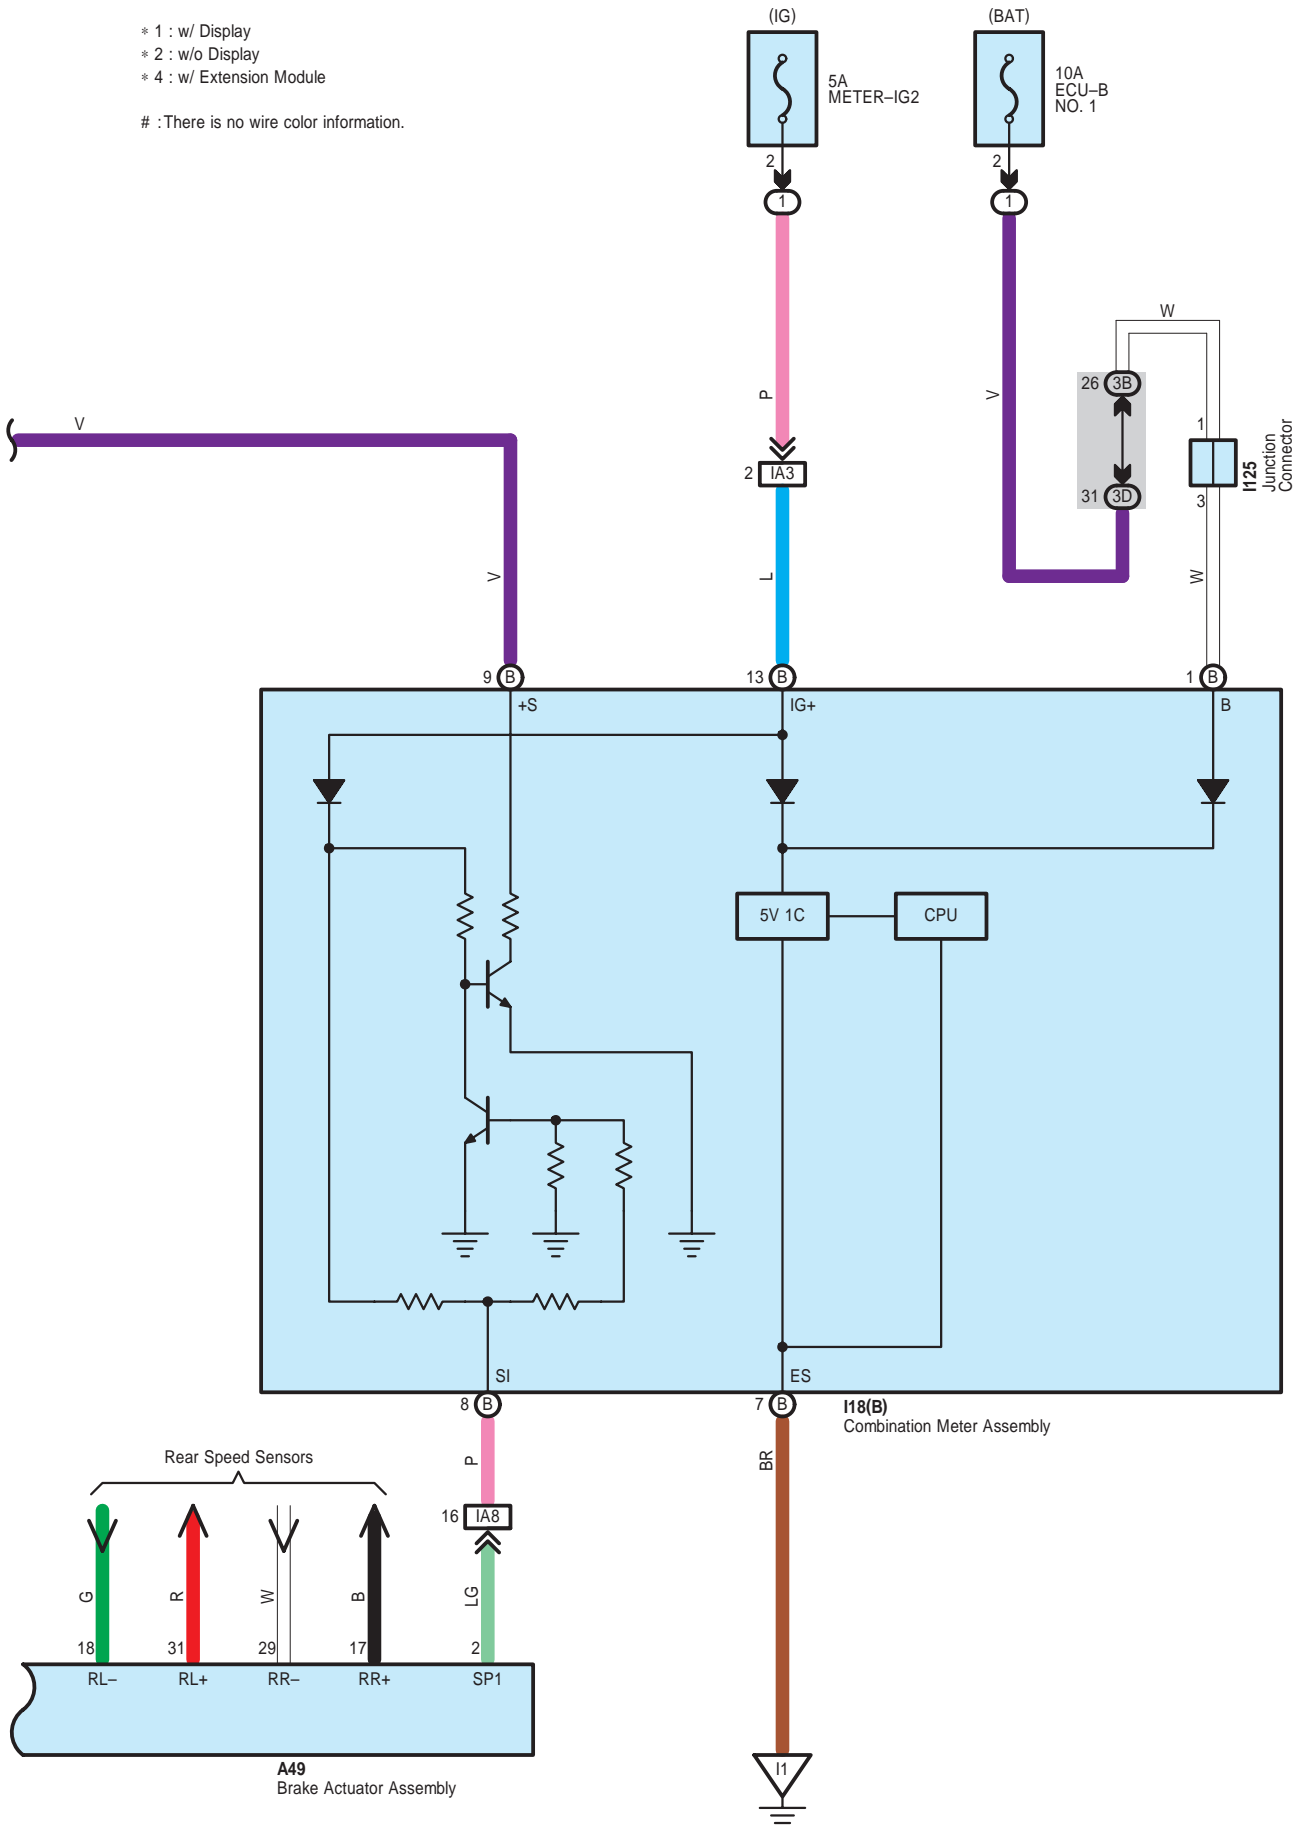 ∗ 1 : w/ Display
∗ 2 : w/o Display
∗ 4 : w/ Extension Module
# : There is no wire color information.
(IG)
(BAT)
5A
METER–IG2
10A
ECU–B
NO. 1
2
2
1
1
W
P
V
26
3B
V
1
2
IA3
I125
Junction
Connector
31
3D
3
V
L
W
9
B
13
B
1
B
+S
IG+
B
5V 1C
CPU
SI
ES
8
B
7
B
I18(B)
Combination Meter Assembly
Rear Speed Sensors
P
BR
16
IA8
G
R
W
B
LG
18
31
29
17
2
RL–
RL+
RR–
RR+
SP1
A49
Brake Actuator Assembly
I1